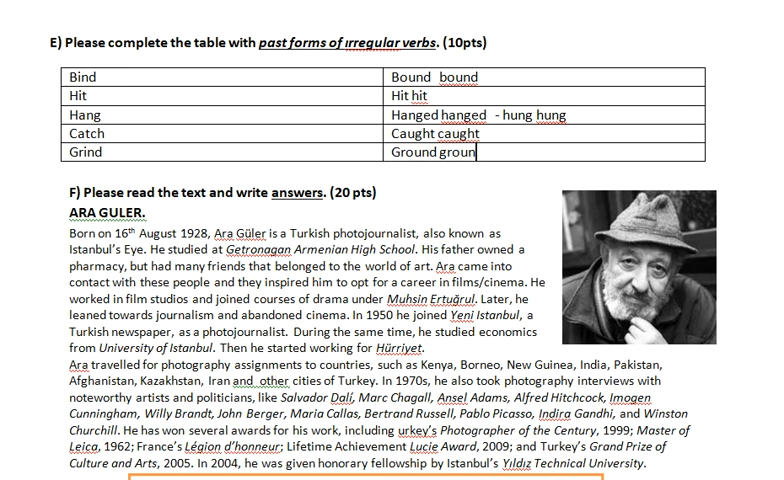 E) Please complete the table with past forms of ırregular verbs. (10pts)
Bind Bound bound
Hit Hit hit
Hang Hanged hanged - hung hung
Catch Caught caught
Grind Ground groun
F) Please read the text and write answers. (20 pts)
ARA GULER.
Born on 16th August 1928, Ara Güler is a Turkish photojournalist, also known as
Istanbul's Eye. He studied at Getronagan Armenian High School. His father owned a
pharmacy, but had many friends that belonged to the world of art. Ara came into
contact with these people and they inspired him to opt for a career in films/cinema. He
worked in film studios and joined courses of drama under Muhsin Ertuğrul. Later, he
leaned towards journalism and abandoned cinema. In 1950 he joined Yeni Istanbul, a
Turkish newspaper, as a photojournalist. During the same time, he studied economics
from University of Istanbul. Then he started working for Hürriyet.
Ara travelled for photography assignments to countries, such as Kenya, Borneo, New Guinea, India, Pakistan,
Afghanistan, Kazakhstan, Iran and other cities of Turkey. In 1970s, he also took photography interviews with
noteworthy artists and politicians, like Salvador Dalí, Marc Chagall, Ansel Adams, Alfred Hitchcock, Imogen
Cunningham, Willy Brandt, John Berger, Maria Callas, Bertrand Russell, Pablo Picasso, Indira Gandhi, and Winston
Churchill. He has won several awards for his work, including urkey's Photographer of the Century, 1999; Master of
Leica, 1962; France's Légion d'honneur; Lifetime Achievement Lucie Award, 2009; and Turkey's Grand Prize of
Culture and Arts, 2005. In 2004, he was given honorary fellowship by Istanbul's Yıldız Technical University.